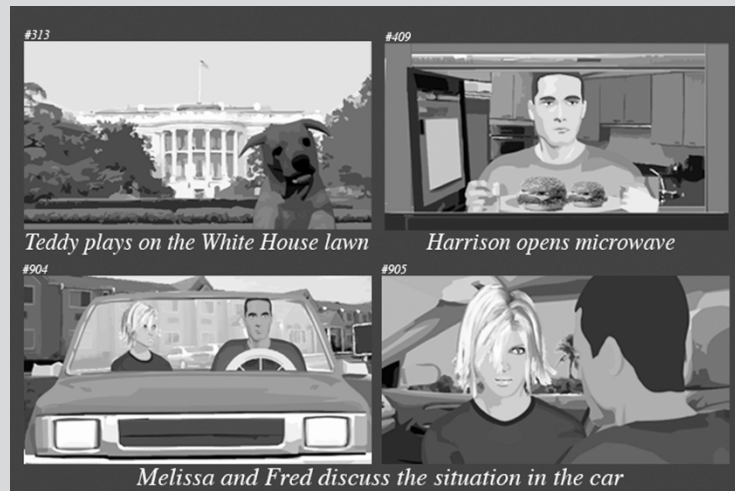 #313
#409
Teddy plays on the White House lawn
Harrison opens microwave
#904
#905
Melissa and Fred discuss the situation in the car